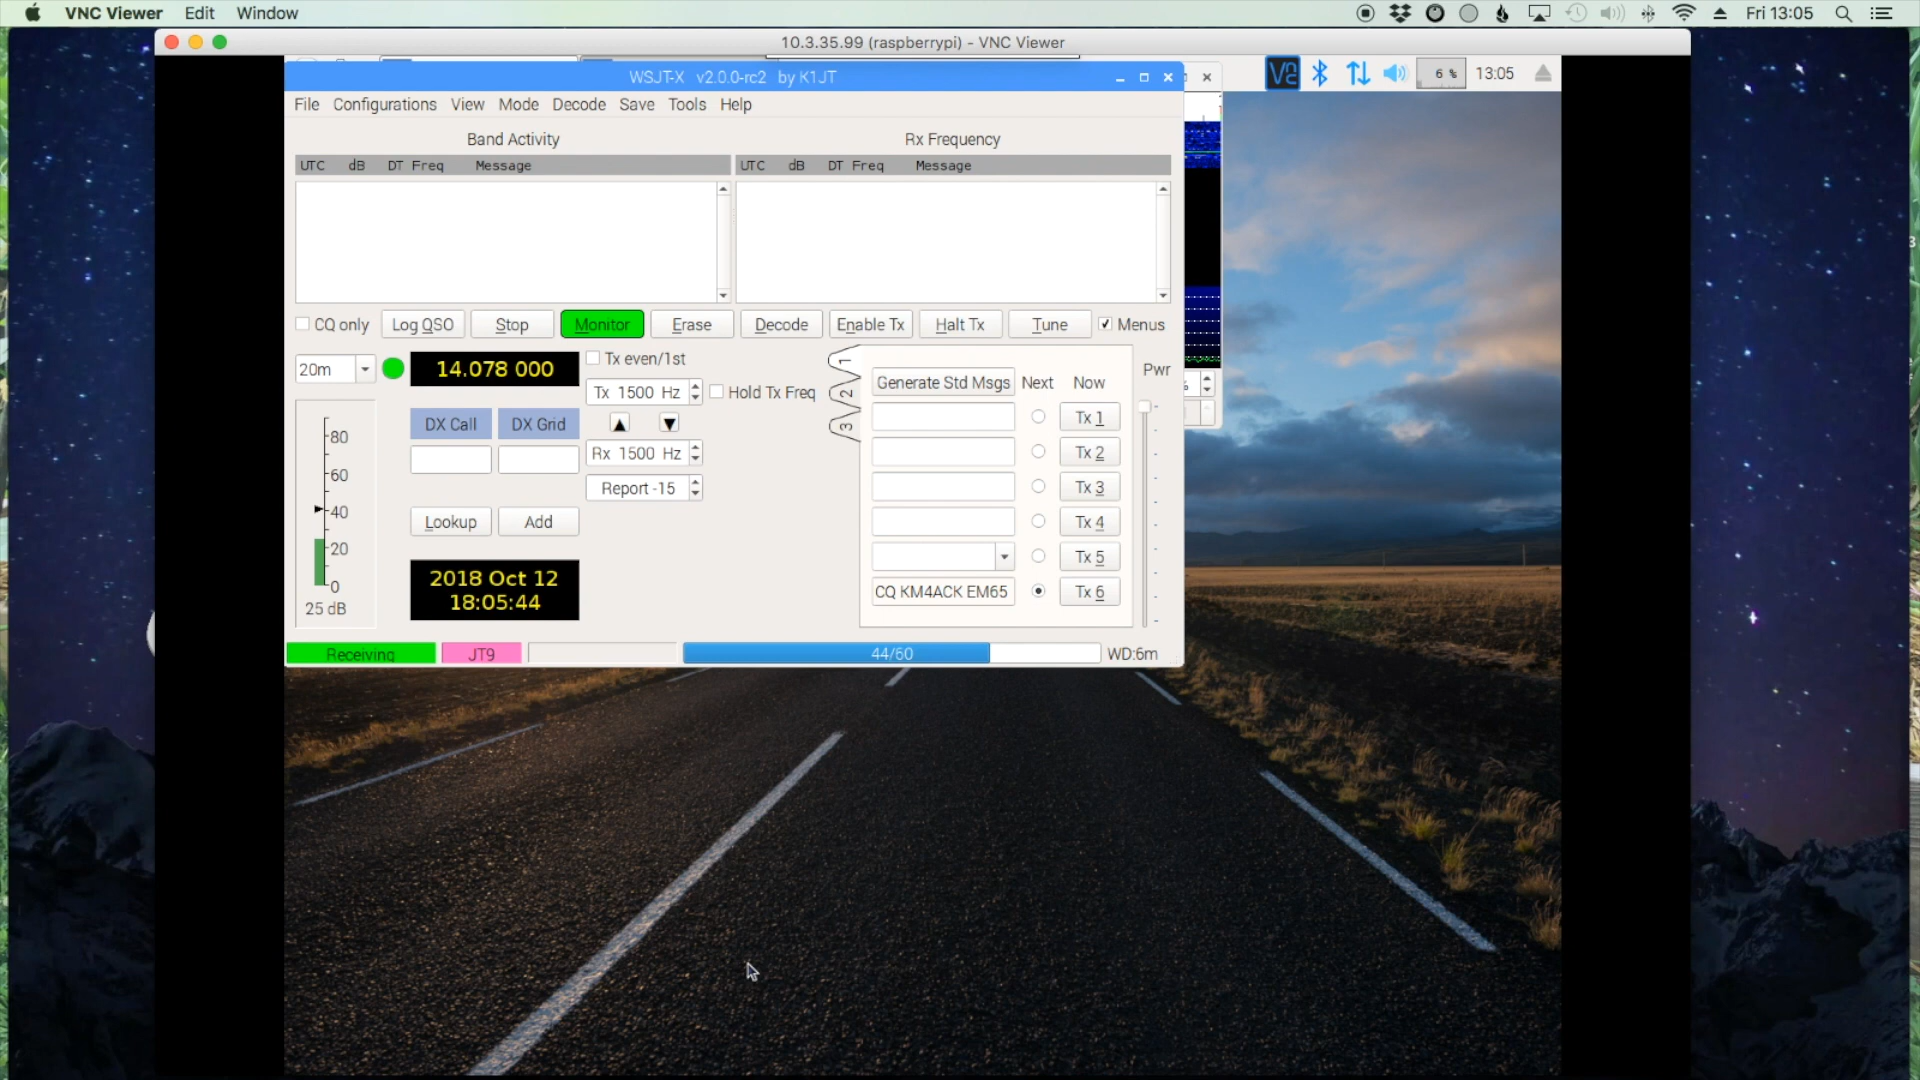 VNC Viewer Edit Window Fri 13:05
10.3.35.99 (raspberrypi) - VNC Viewer
WSJT-X v2.0.0-rc2 by K1JT
6 % 13:05
File Configurations View Mode Decode Save Tools Help
Band Activity Rx Frequency
UTC dB DT Freq Message UTC dB DT Freq Message
CQ only Log QSO Stop Monitor Erase Decode Enable Tx Halt Tx Tune Menus
20m 14.078 000 Tx even/1st
Tx 1500 Hz Hold Tx Freq
1
2
3
Generate Std Msgs Next Now Pwr
DX Call DX Grid
Rx 1500 Hz
Report -15
Lookup Add
Tx 1
Tx 2
Tx 3
Tx 4
Tx 5
CQ KM4ACK EM65 Tx 6
80
60
40
20
0
25 dB
2018 Oct 12
18:05:44
Receiving JT9 44/60 WD:6m